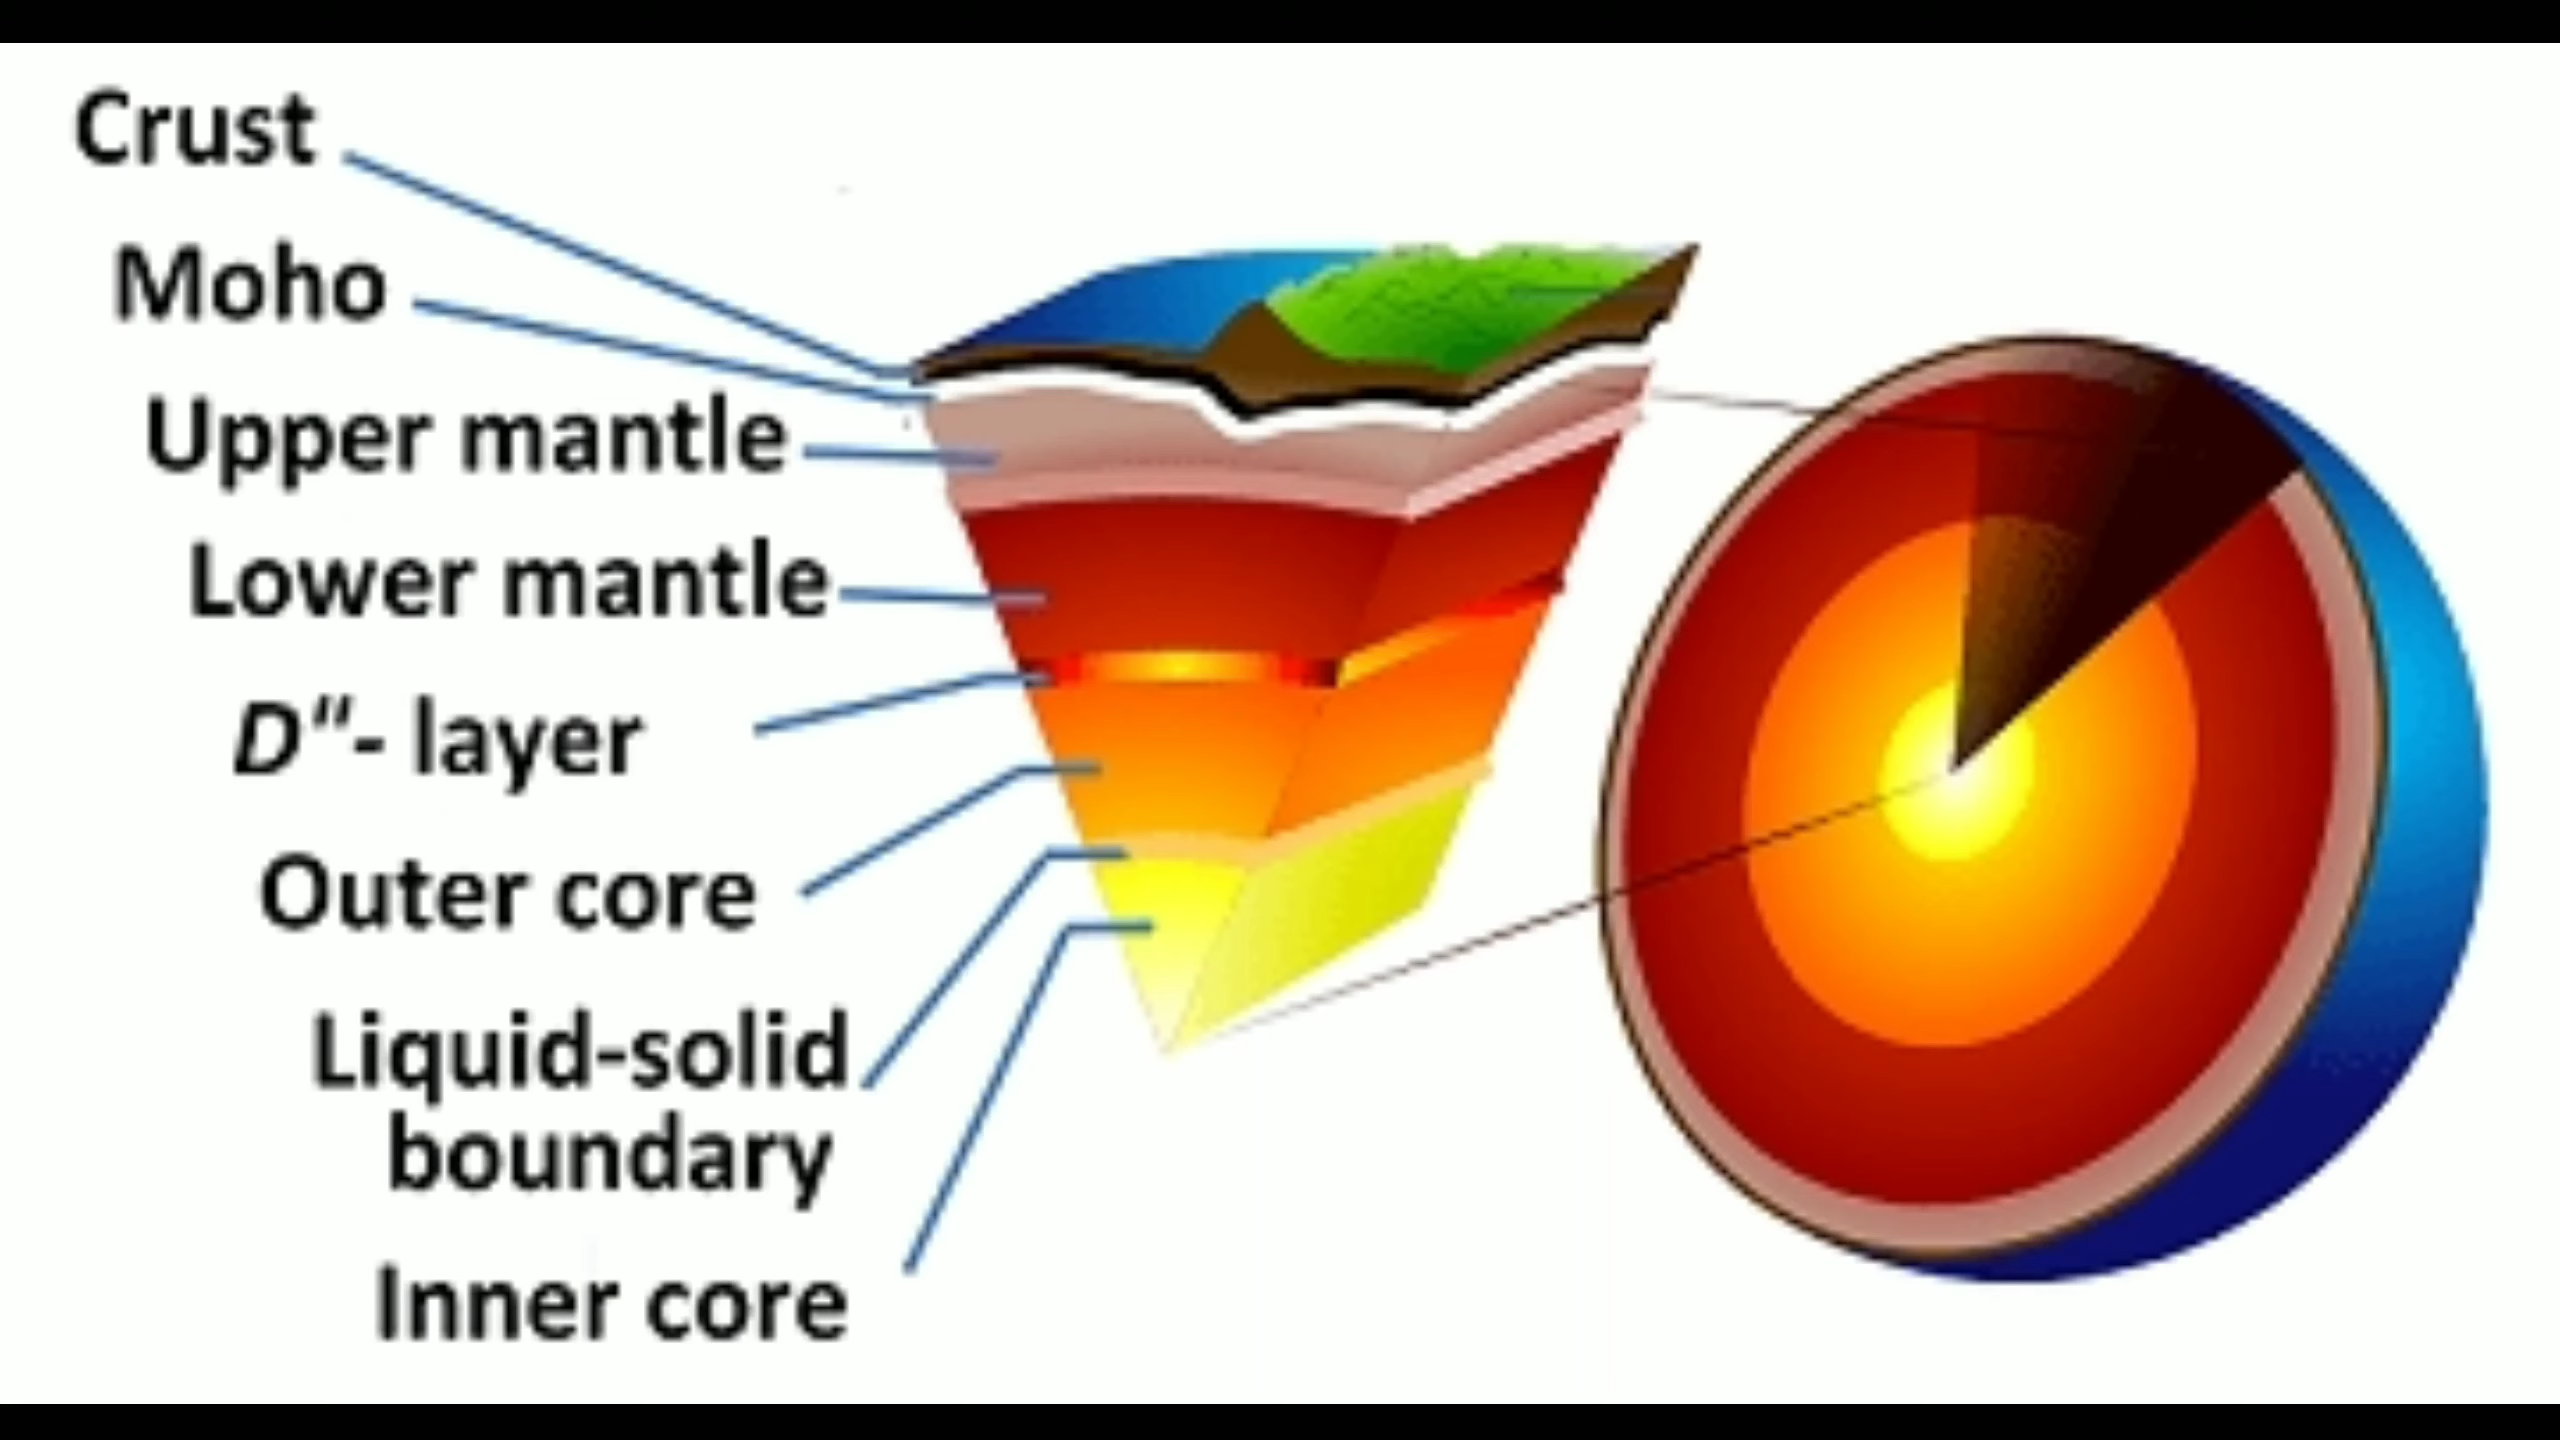 Crust
Moho
Upper mantle
Lower mantle
D"- layer
Outer core
Liquid-solid
boundary
Inner core